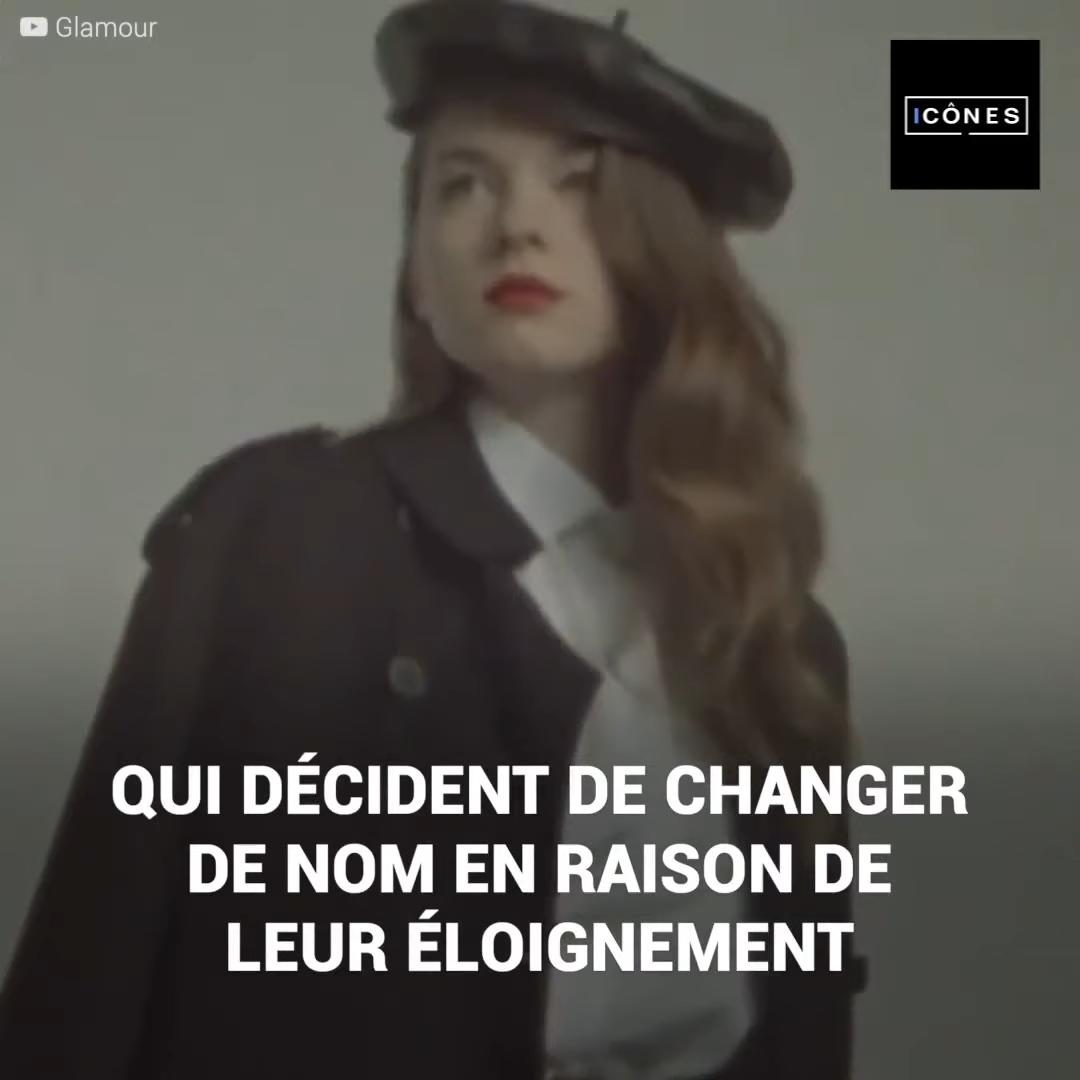 Glamour
ICÔNES
QUI DÉCIDENT DE CHANGER
DE NOM EN RAISON DE
LEUR ÉLOIGNEMENT